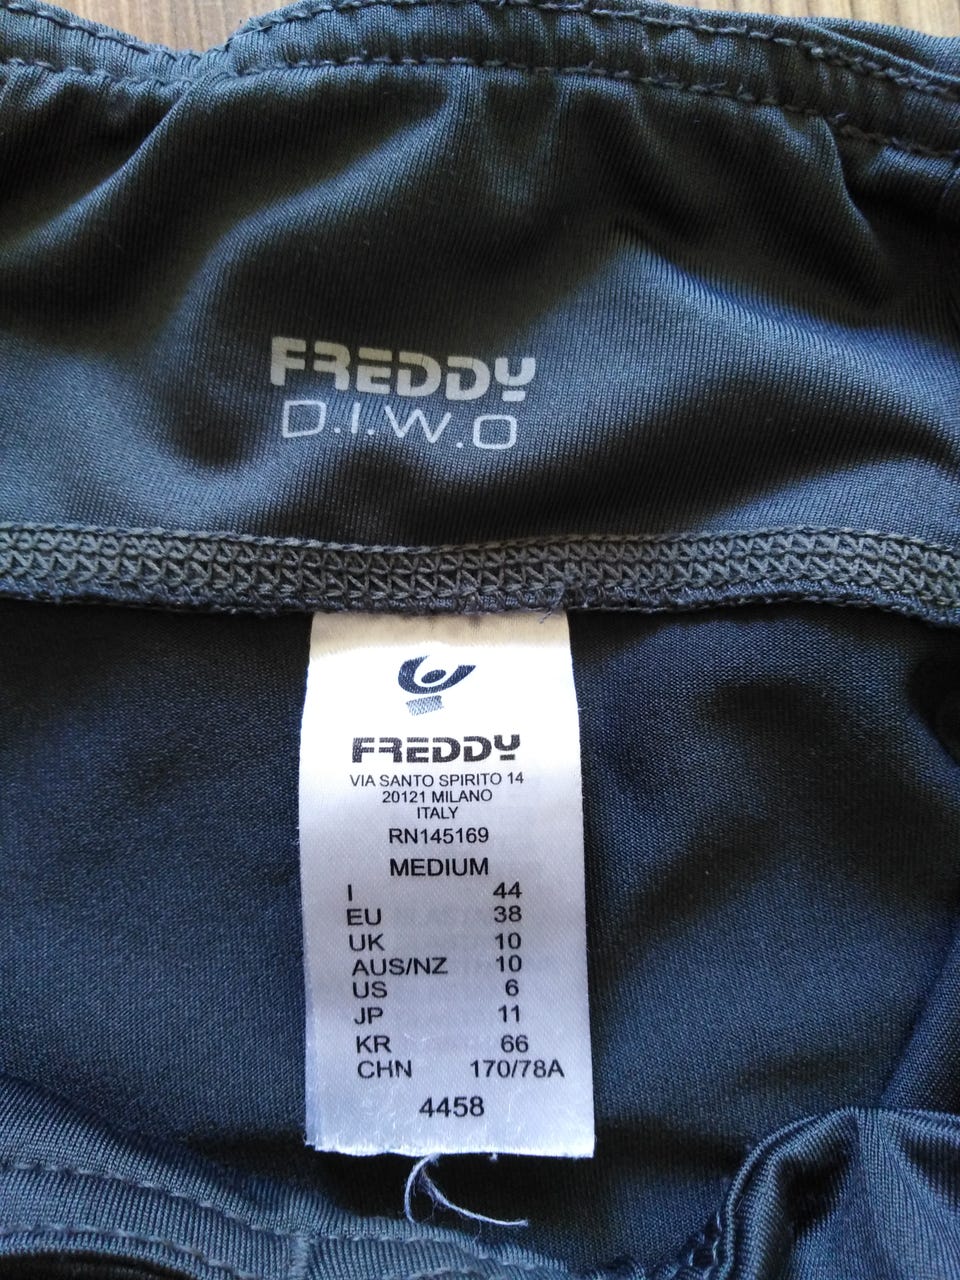 FREDDY
D.I.W.O
FREDDY
VIA SANTO SPIRITO 14
20121 MILANO
ITALY
RN145169
MEDIUM
I 44
EU 38
UK 10
AUS/NZ 10
US 6
JP 11
KR 66
CHN 170/78A
4458